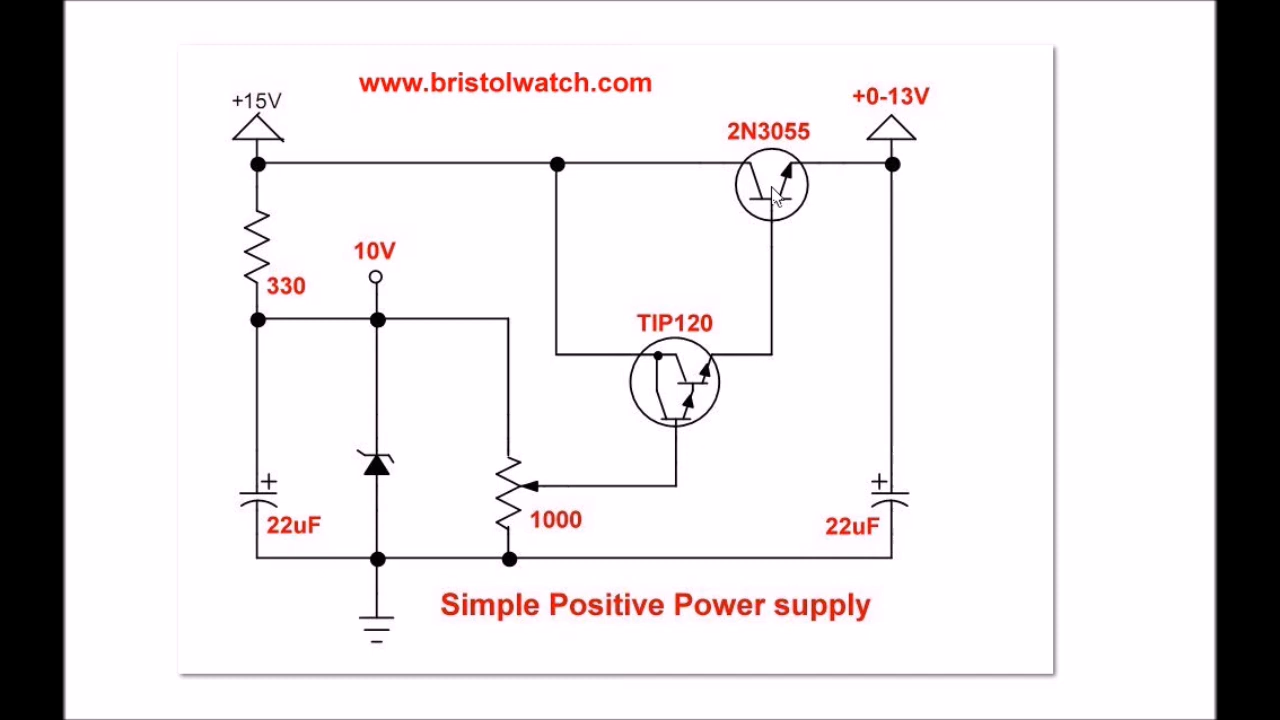 www.bristolwatch.com
+15V
+0-13V
2N3055
10V
330
TIP120
+
22uF
1000
+
22uF
Simple Positive Power supply